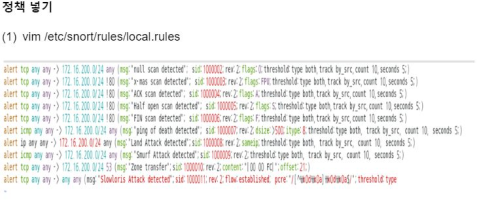 정책 넣기
(1) vim /etc/snort/rules/local.rules
alert tcp any any -> 172.16.200.0/24 any (msg:"null scan detected"; sid:1000002;rev:2;flags:0;threshold:type both,track by_src,count 10,seconds 5;)
alert tcp any any -> 172.16.200.0/24 !80 (msg:"x-mas scan detected"; sid:1000003;rev:2;flags:FPU;threshold:type both,track by_src,count 10,seconds 5;)
alert tcp any any -> 172.16.200.0/24 !80 (msg:"ACK scan detected"; sid:1000004;rev:2;flags:A;threshold:type both,track by_src,count 10,seconds 5;)
alert tcp any any -> 172.16.200.0/24 !80 (msg:"Half open scan detected"; sid:1000005;rev:2;flags:S;threshold:type both,track by_src,count 10,seconds 5;)
alert tcp any any -> 172.16.200.0/24 !80 (msg:"FIN scan detected"; sid:1000006;rev:2;flags:F;threshold:type both,track by_src,count 10,seconds 5;)
alert icmp any any -> 172.16.200.0/24 any (msg:"ping of death detected"; sid:1000007;rev:2;dsize:>500;itype:8;threshold:type both, track by_src, count 10, seconds 5;)
alert ip any any -> 172.16.200.0/24 any (msg:"Land Attack detected"; sid:1000008;rev:2;sameip;threshold:type both, track by_src, count 10, seconds 5;)
alert icmp any any -> 172.16.200.0/24 any (msg:"Smurf Attack detected"; sid:1000009;rev:2;threshold:type both, track by_src, count 10, seconds 5;)
alert tcp any any -> 172.16.200.0/24 53 (msg:"Zone transfer";sid:1000010;rev:2;content:"|00 00 FC|";offset:21;)
alert tcp any any -> any any (msg:"Slowloris Attack detected";sid:1000011;rev:2;flow:established; pcre: threshold:type